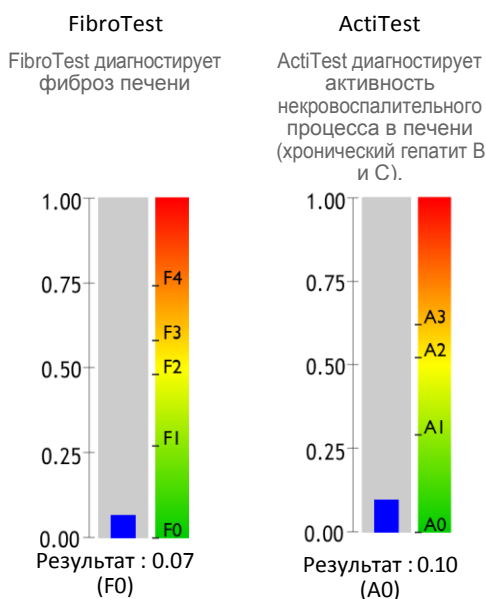 FibroTest
FibroTest диагностирует
фиброз печени
1.00
0.75
0.50
0.25
0.00
F4
F3
F2
F1
F0
Результат : 0.07
(F0)
ActiTest
ActiTest диагностирует
активность
некровоспалительного
процесса в печени
(хронический гепатит B
и C).
1.00
0.75
0.50
0.25
0.00
A3
A2
A1
A0
Результат : 0.10
(A0)